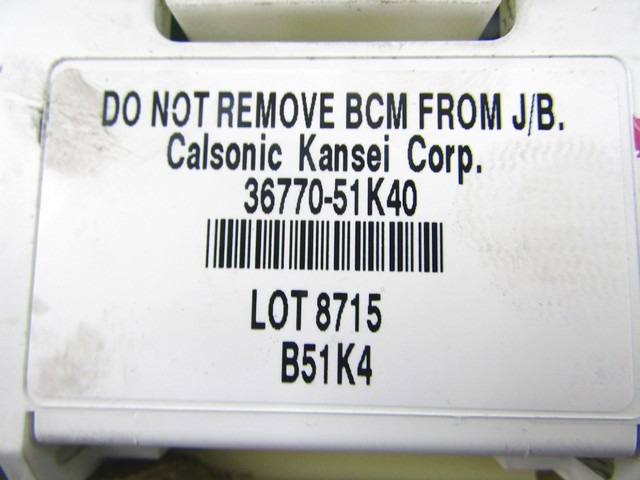 DO NOT REMOVE BCM FROM J/B.
Calsonic Kansei Corp.
36770-51K40
LOT 8715
B51K4